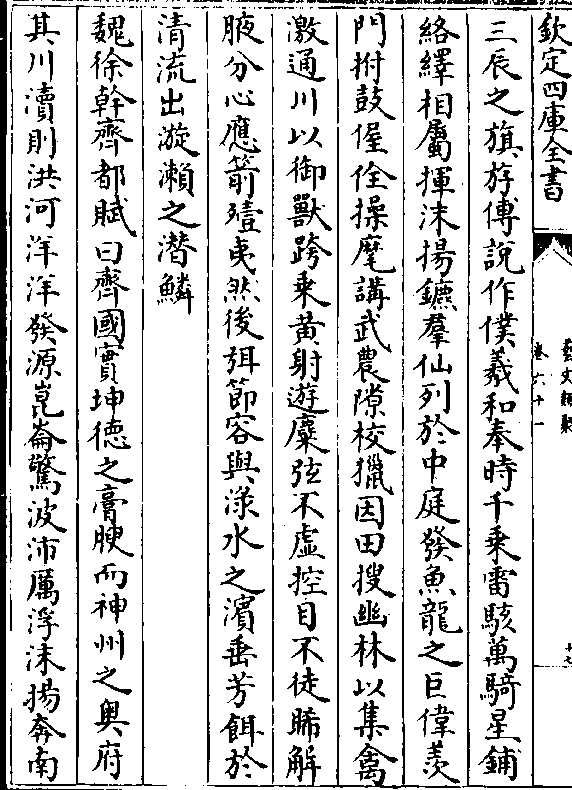 欽定四庫全書
藝文類聚
卷六十一
十七
三辰之旗斿傅說作僕羲和奉時千乘雷駭萬騎星鋪
絡繹相屬揮沫揚鑣羣仙列於中庭發魚龍之巨偉羨
門拊鼓偓佺操麾講武農隙校獵因田搜幽林以集禽
激通川以御獸跨乘黃射遊麋弦不虛控目不徒睎解
腋分心應箭殪夷然後弭節容與淥水之濱垂芳餌於
清流出漩瀨之潛鱗
魏徐幹齊都賦曰齊國實坤德之膏腴而神州之奥府
其川瀆則洪河洋洋發源崑崙驚波沛厲浮沫揚奔南